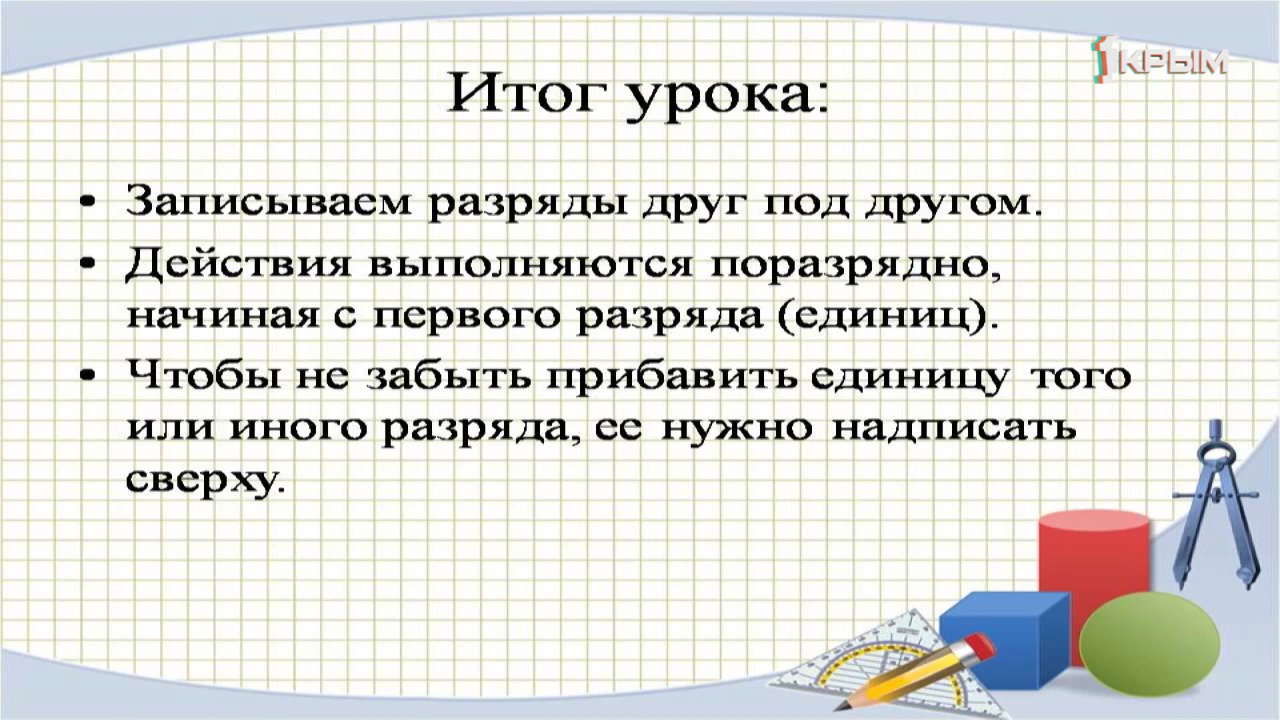 1 КРЫМ
Итог урока:
• Записываем разряды друг под другом.
• Действия выполняются поразрядно,
начиная с первого разряда (единиц).
• Чтобы не забыть прибавить единицу того
или иного разряда, ее нужно надписать
сверху.